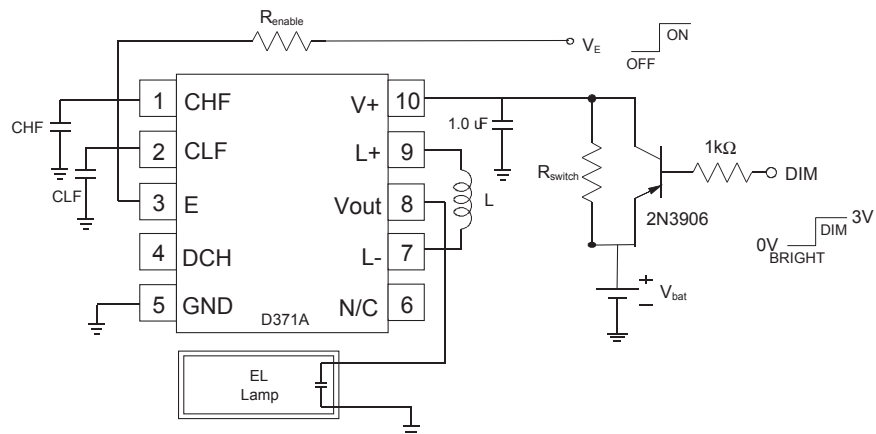 Renable
VE
ON
OFF
1 CHF
V+ 10
CHF
1.0 uF
2 CLF
L+ 9
1kΩ
Rswitch
DIM
CLF
3 E
Vout 8
L
2N3906
3V
DIM
0V
BRIGHT
4 DCH
L- 7
5 GND
N/C 6
D371A
+
Vbat
–
EL
Lamp